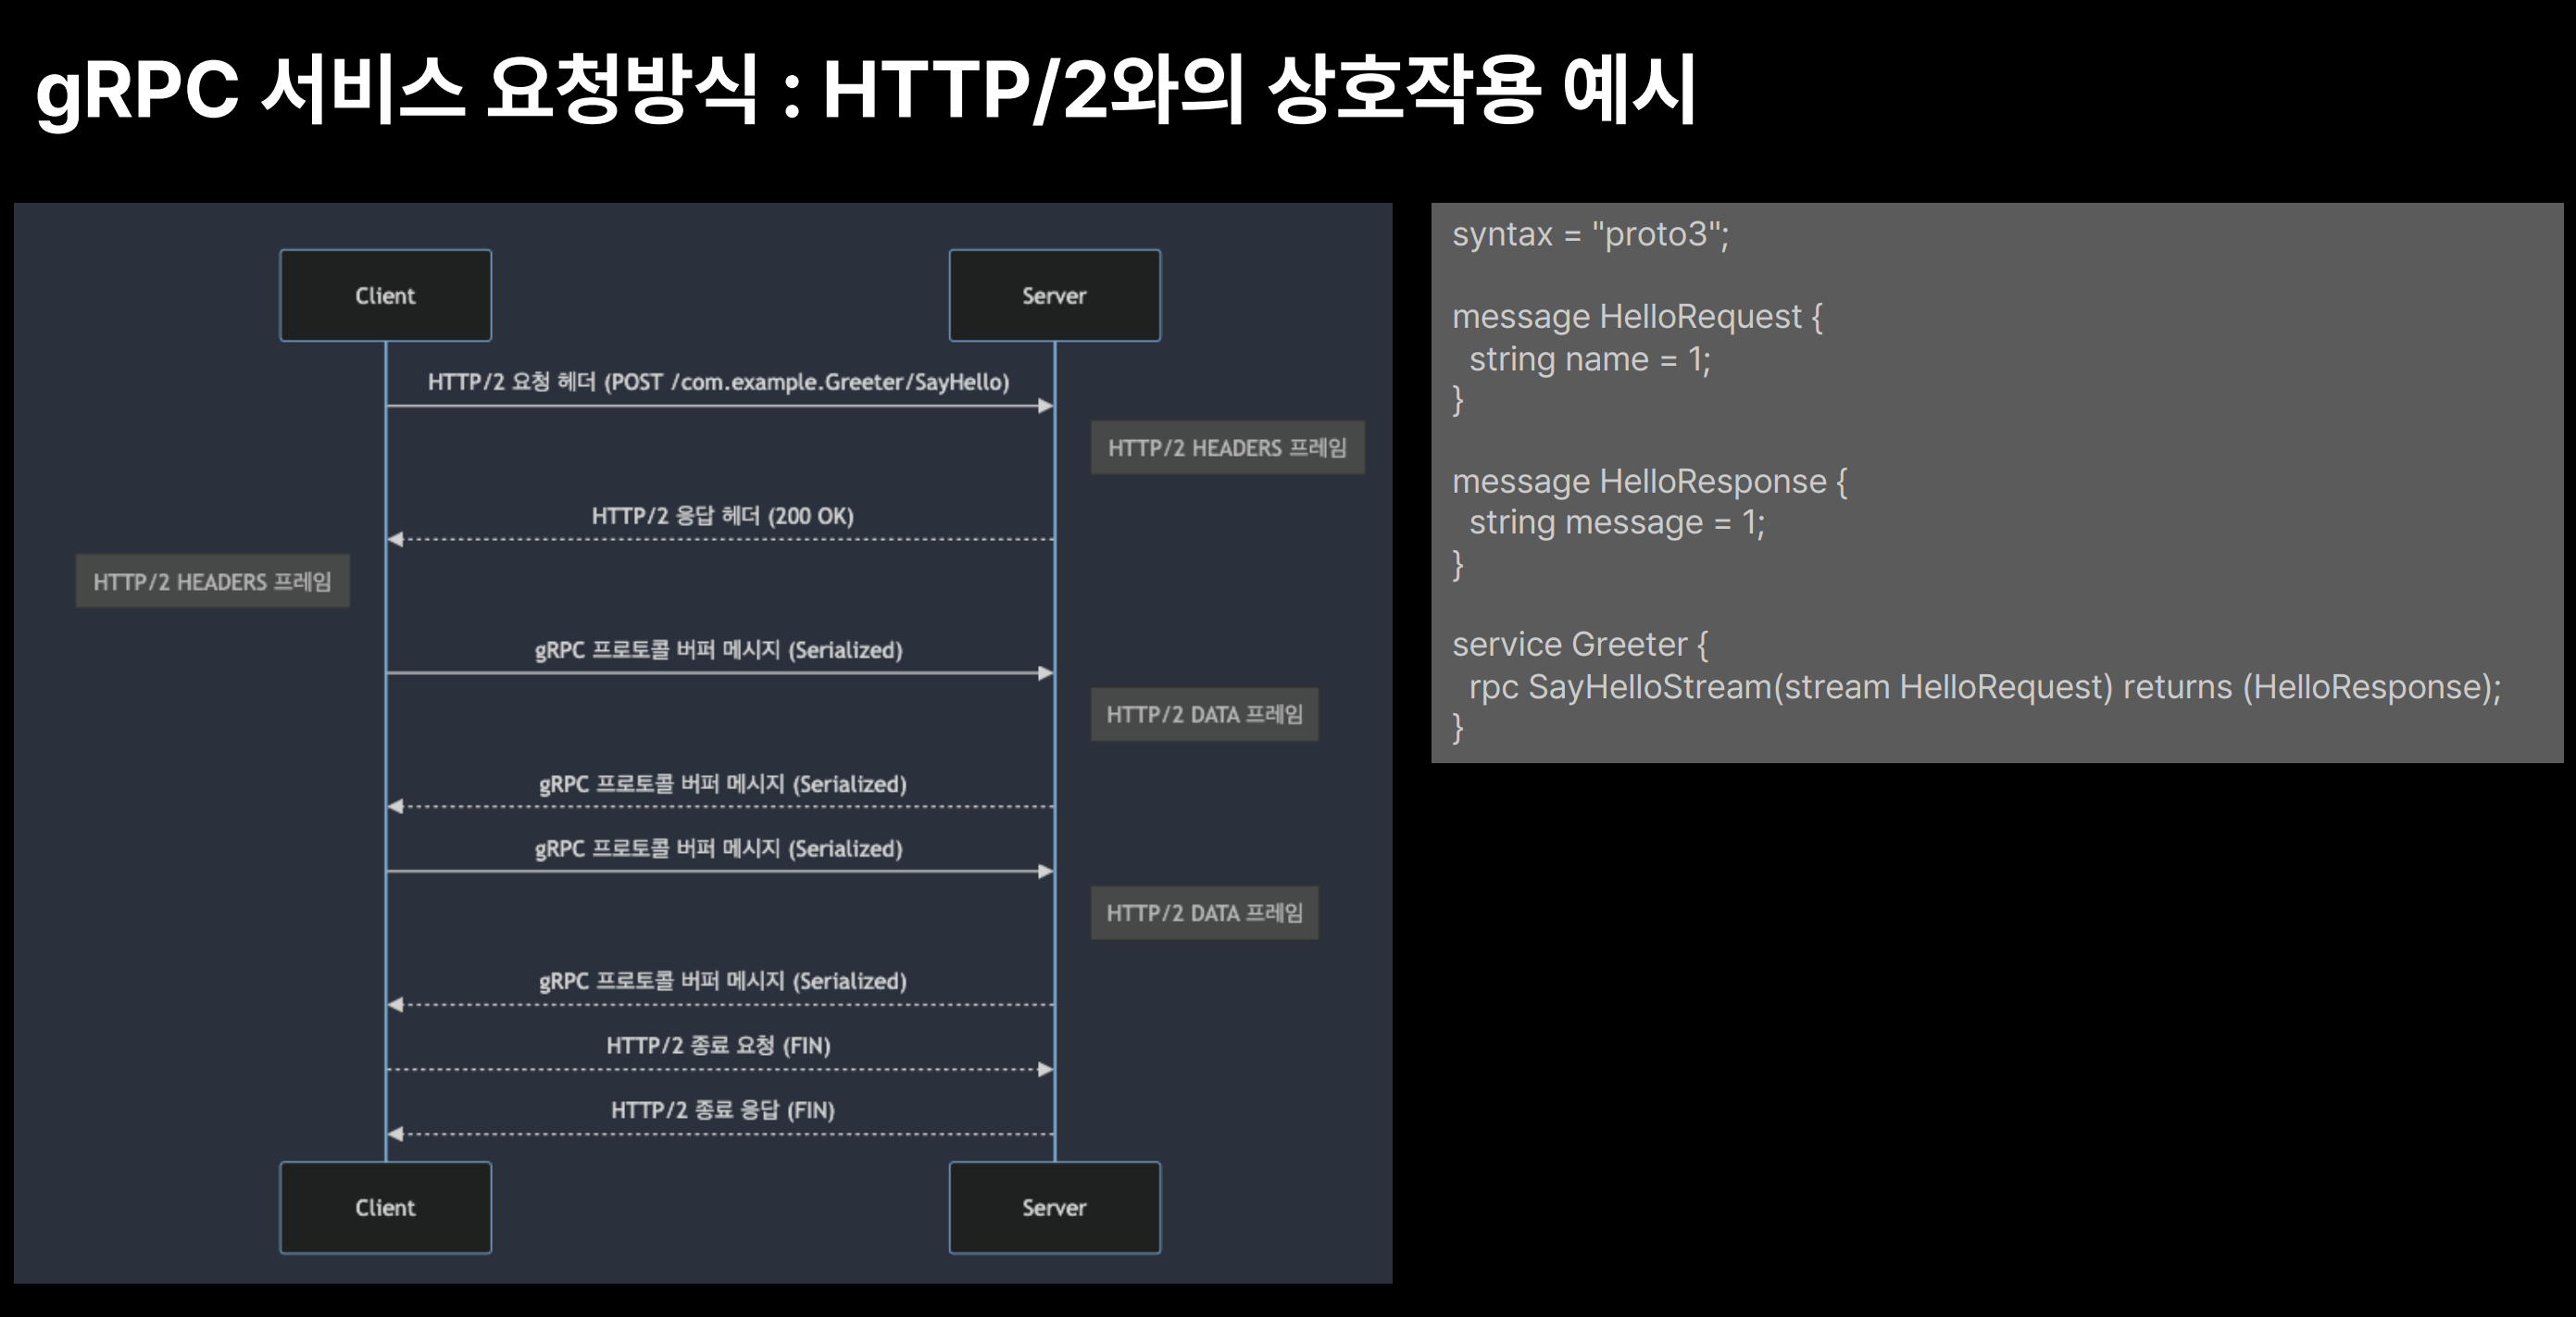 gRPC 서비스 요청방식 : HTTP/2와의 상호작용 예시
Client
Server
HTTP/2 요청 헤더 (POST /com.example.Greeter/SayHello)
HTTP/2 HEADERS 프레임
HTTP/2 응답 헤더 (200 OK)
HTTP/2 HEADERS 프레임
gRPC 프로토콜 버퍼 메시지 (Serialized)
HTTP/2 DATA 프레임
gRPC 프로토콜 버퍼 메시지 (Serialized)
gRPC 프로토콜 버퍼 메시지 (Serialized)
HTTP/2 DATA 프레임
gRPC 프로토콜 버퍼 메시지 (Serialized)
HTTP/2 종료 요청 (FIN)
HTTP/2 종료 응답 (FIN)
Client
Server
syntax = "proto3";
message HelloRequest {
string name = 1;
}
message HelloResponse {
string message = 1;
}
service Greeter {
rpc SayHelloStream(stream HelloRequest) returns (HelloResponse);
}